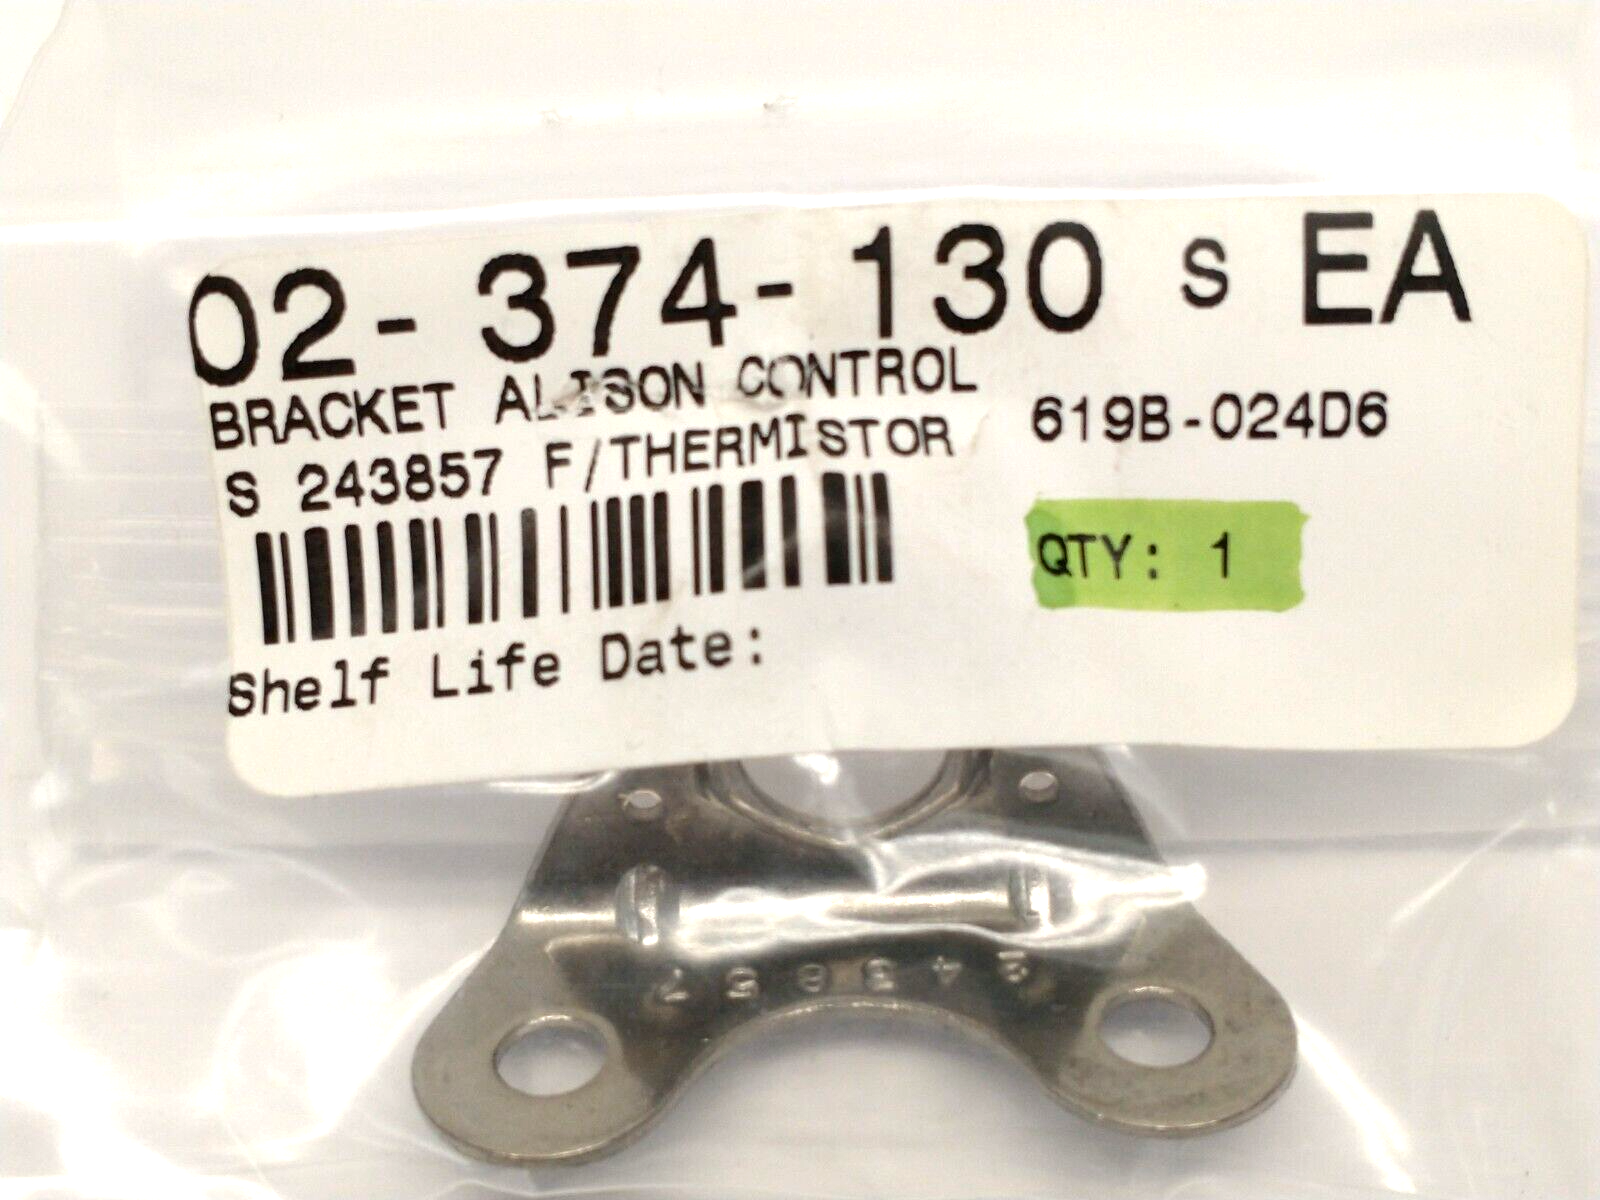 02-374-130 S EA
BRACKET ALISON CONTROL
619B-024D6
S 243857 F/THERMISTOR
QTY: 1
Shelf Life Date:
243857